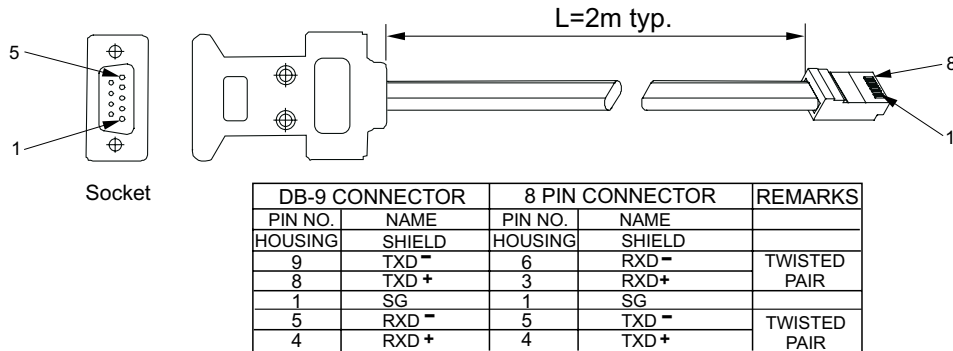 L=2m typ.
5
8
1
1
Socket
DB-9 CONNECTOR 8 PIN CONNECTOR REMARKS
PIN NO. NAME PIN NO. NAME
HOUSING SHIELD HOUSING SHIELD
9 TXD- 6 RXD- TWISTED
8 TXD+ 3 RXD+ PAIR
1 SG 1 SG
5 RXD- 5 TXD- TWISTED
4 RXD+ 4 TXD+ PAIR